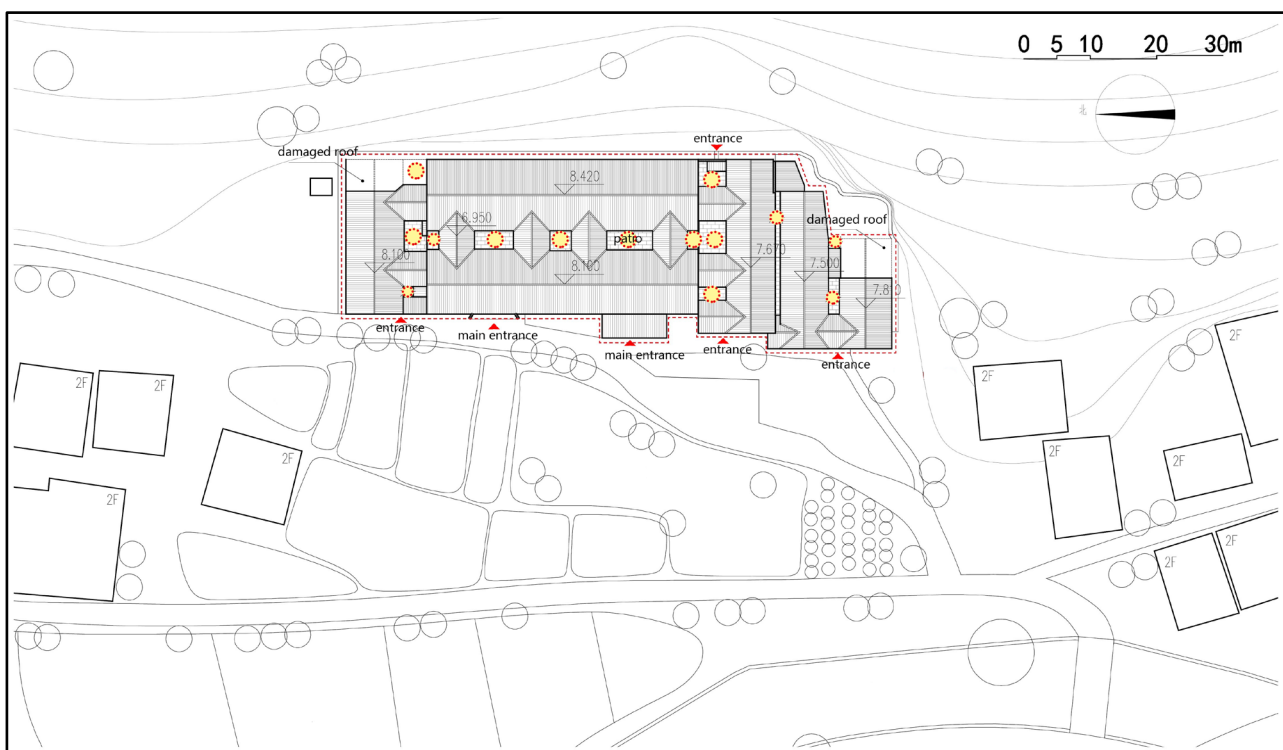 0 5 10 20 30m
北
entrance
damaged roof
8.420
6.950
damaged roof
patio
8.100
8.100
7.670
7.500
7.810
entrance
main entrance
main entrance
entrance
entrance
2F
2F
2F
2F
2F
2F
2F
2F
2F
2F